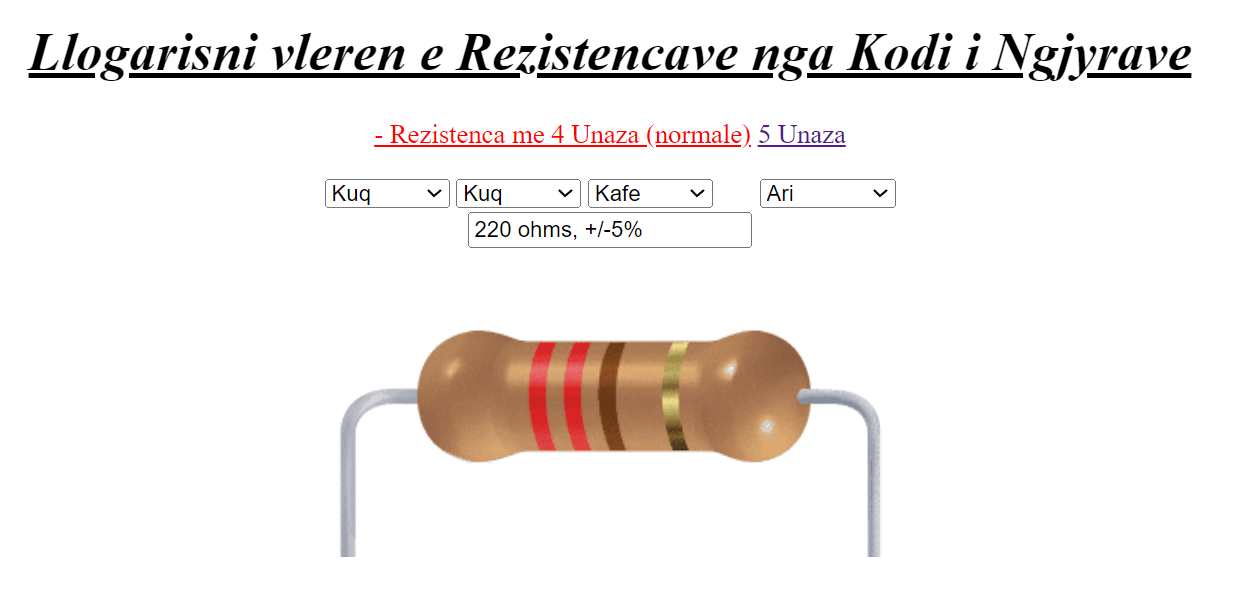 Llogarisni vleren e Rezistencave nga Kodi i Ngjyrave
- Rezistenca me 4 Unaza (normale) 5 Unaza
Kuq Kuq Kafe Ari
220 ohms, +/-5%